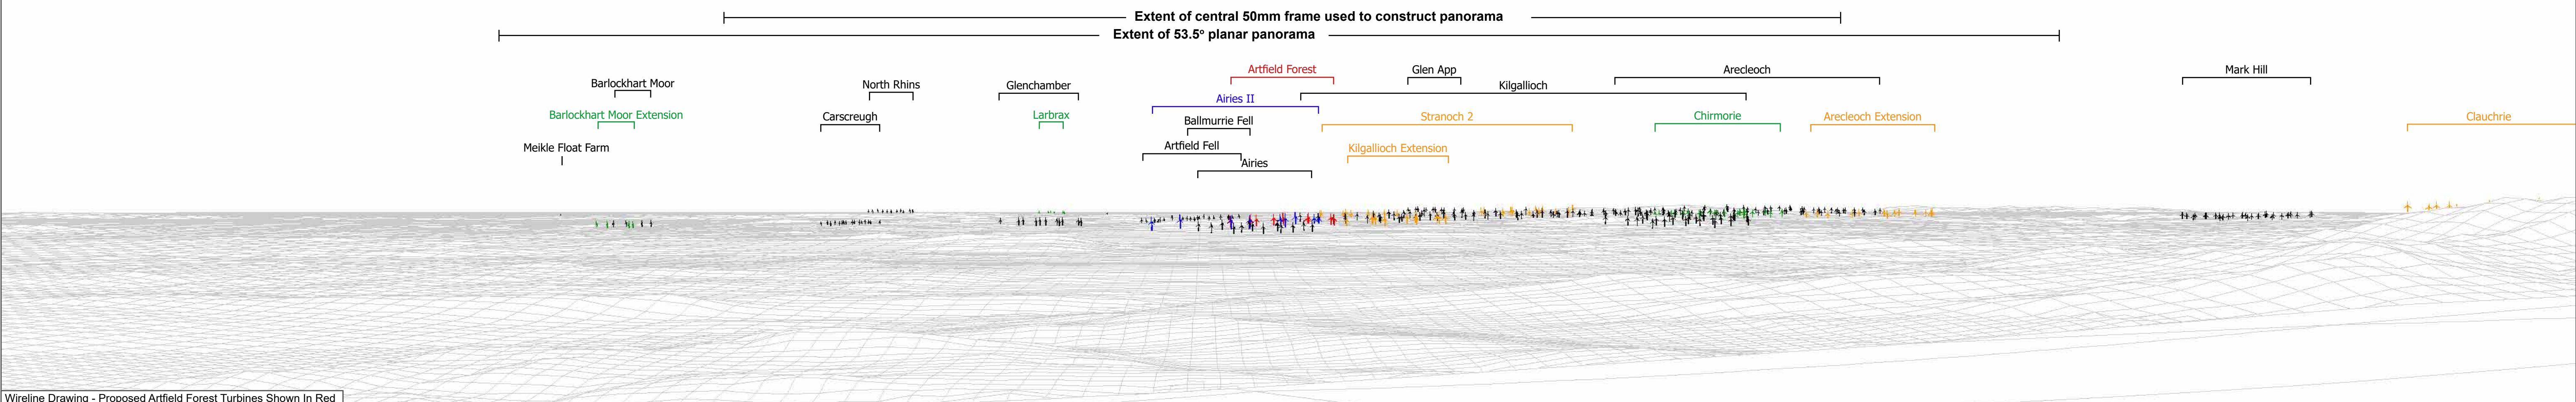 Extent of central 50mm frame used to construct panorama
Extent of 53.5° planar panorama
Artfield Forest
Glen App
Arecleoch
Mark Hill
Barlockhart Moor
North Rhins
Glenchamber
Kilgallioch
Airies II
Barlockhart Moor Extension
Carscreugh
Larbrax
Ballmurrie Fell
Stranoch 2
Chirmorie
Arecleoch Extension
Clauchrie
Meikle Float Farm
Artfield Fell
Kilgallioch Extension
Airies
Wireline Drawing - Proposed Artfield Forest Turbines Shown In Red